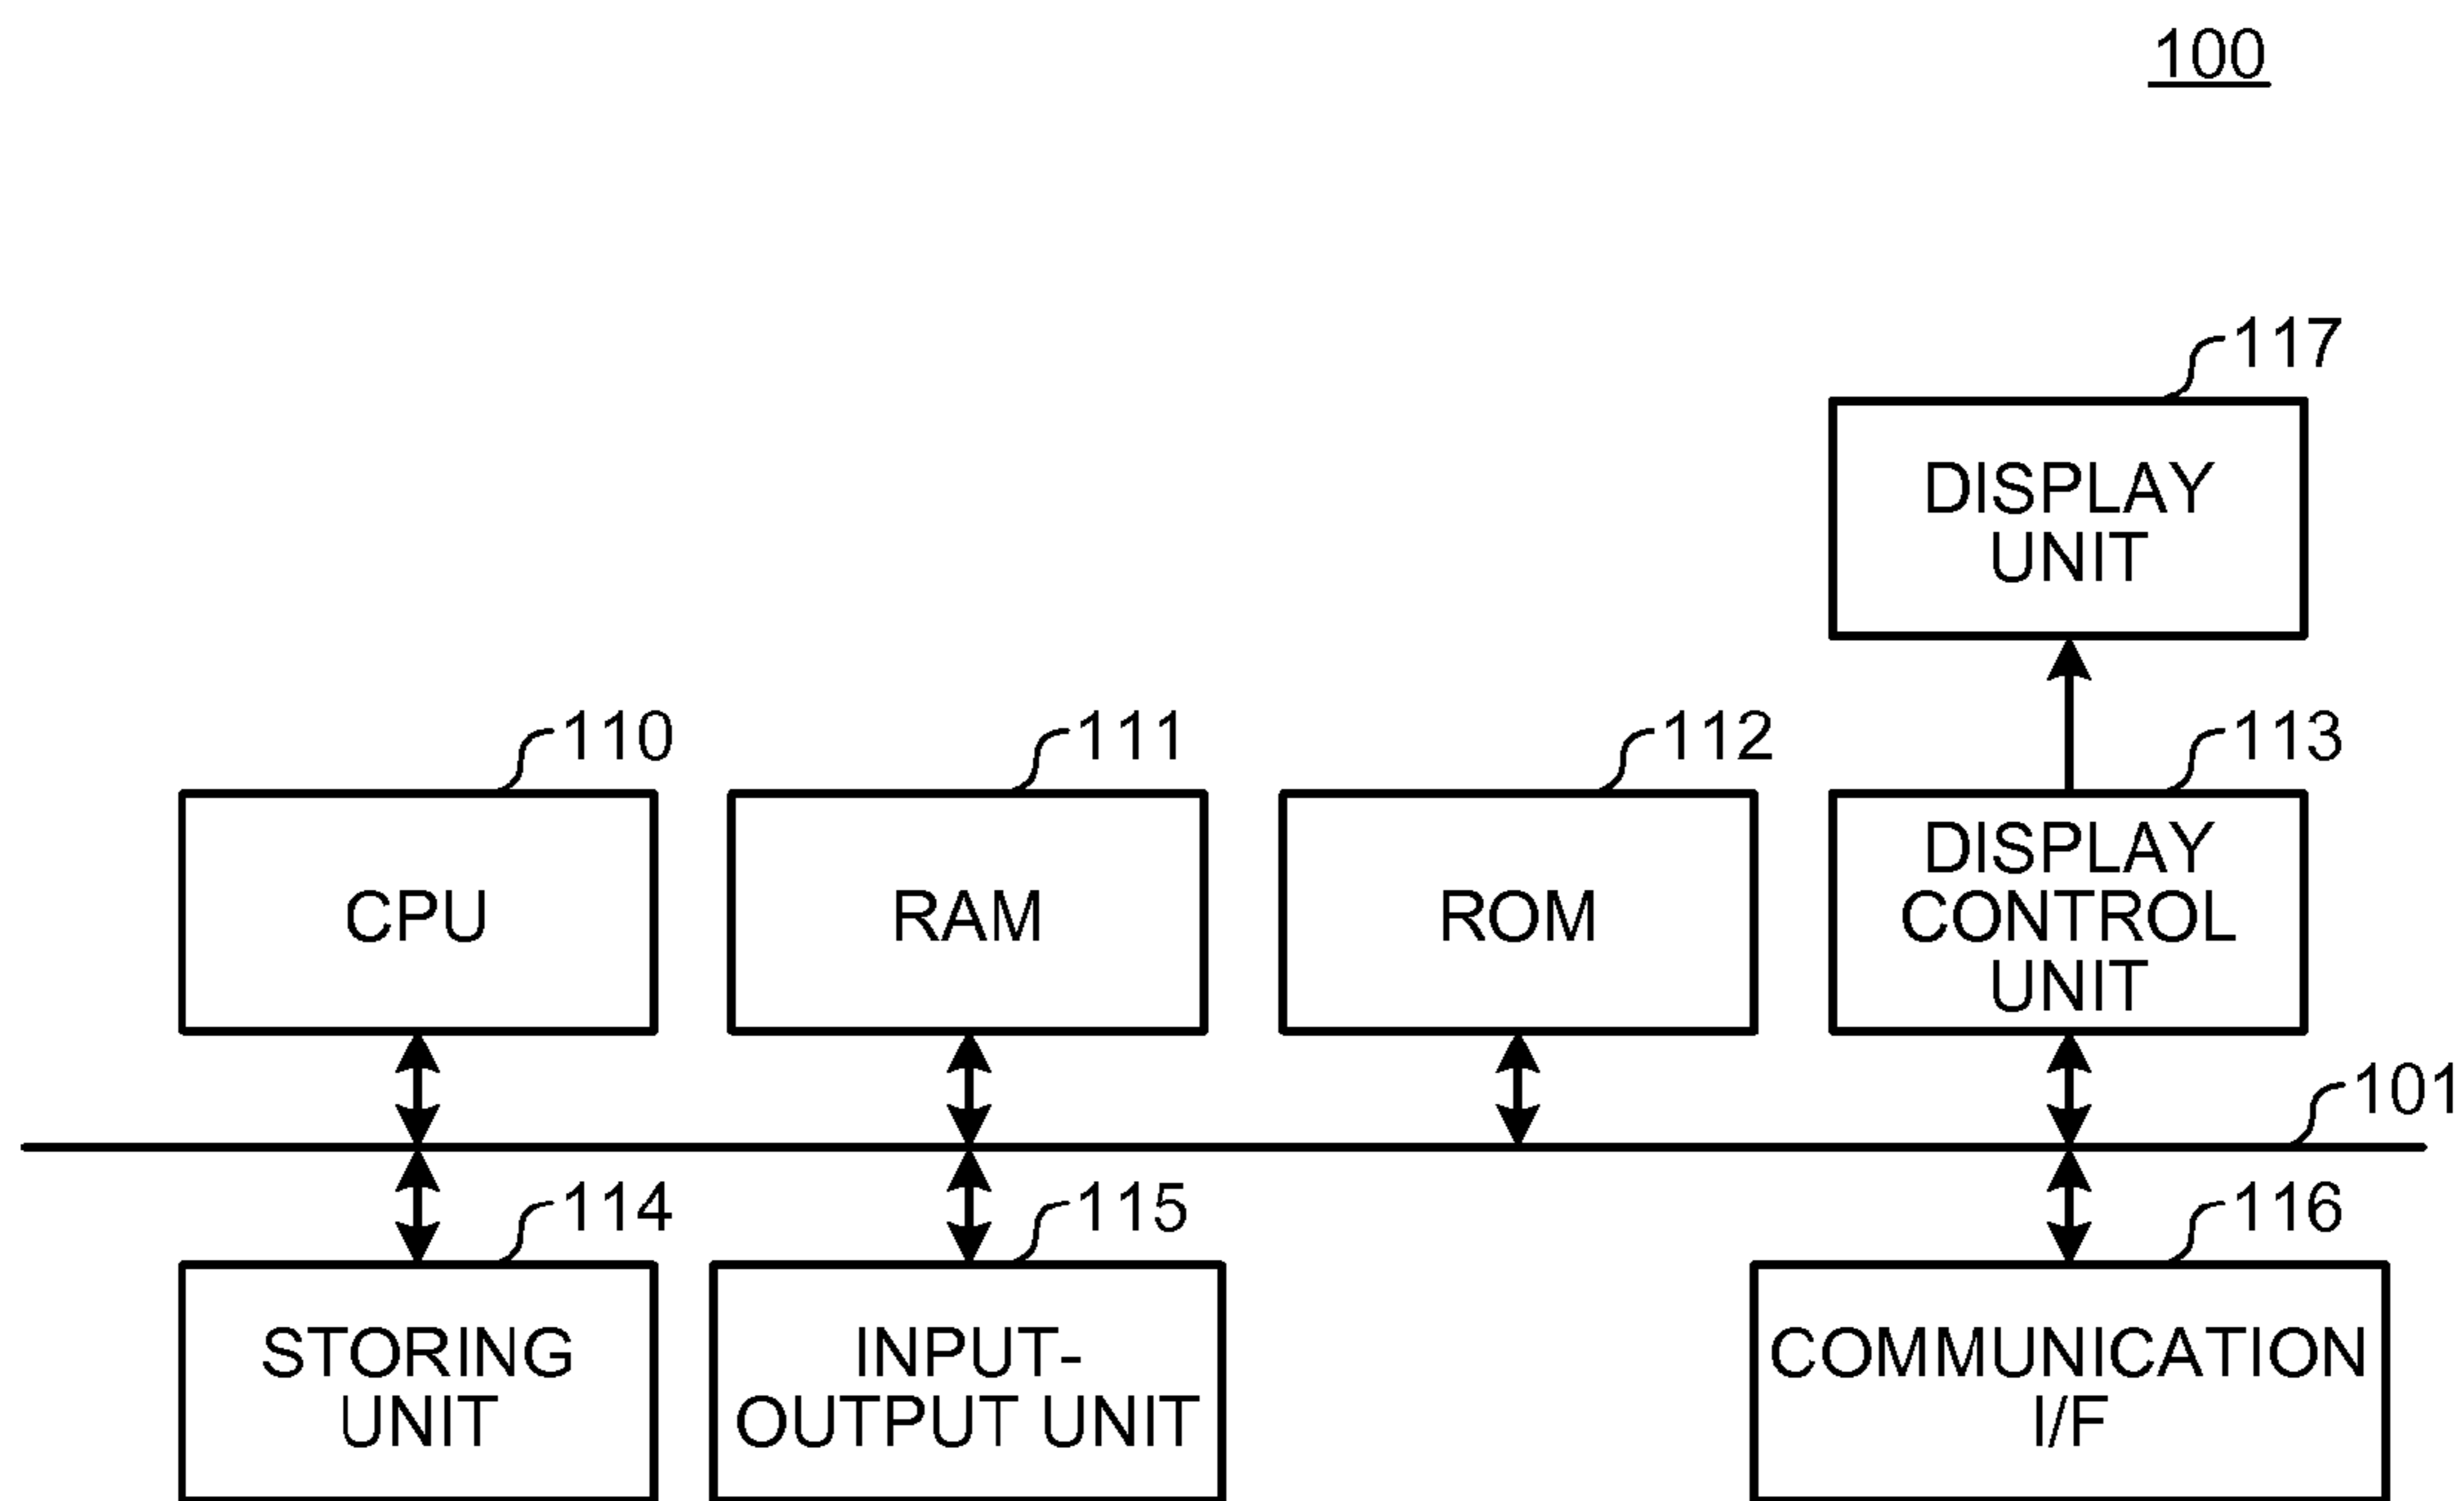 100
117
DISPLAY
UNIT
110
111
112
113
CPU
RAM
ROM
DISPLAY
CONTROL
UNIT
101
114
115
116
STORING
UNIT
INPUT-
OUTPUT UNIT
COMMUNICATION
I/F